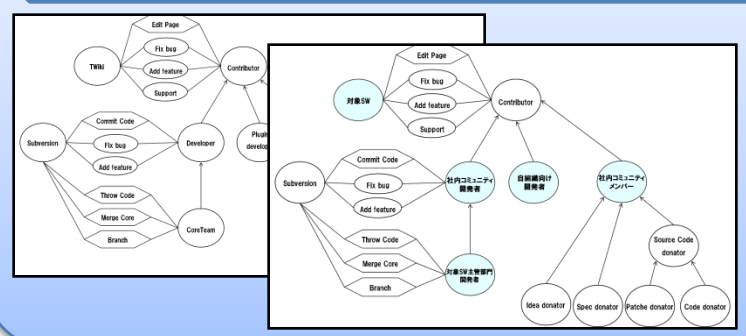 Edit Page
Fix bug
TWiki
Contributor
Add feature
Support
Commit Code
Subversion
Fix bug
Developer
Add feature
Throw Code
Merge Core
CoreTeam
Branch
Edit Page
Fix bug
対象SW
Contributor
Add feature
Support
Commit Code
Subversion
Fix bug
社内コミュニティ
開発者
自組織向け
開発者
社内コミュニティ
メンバー
Add feature
Throw Code
Source Code
donator
Merge Core
対象SW主管部門
開発者
Branch
Idea donator
Spec donator
Patche donator
Code donator